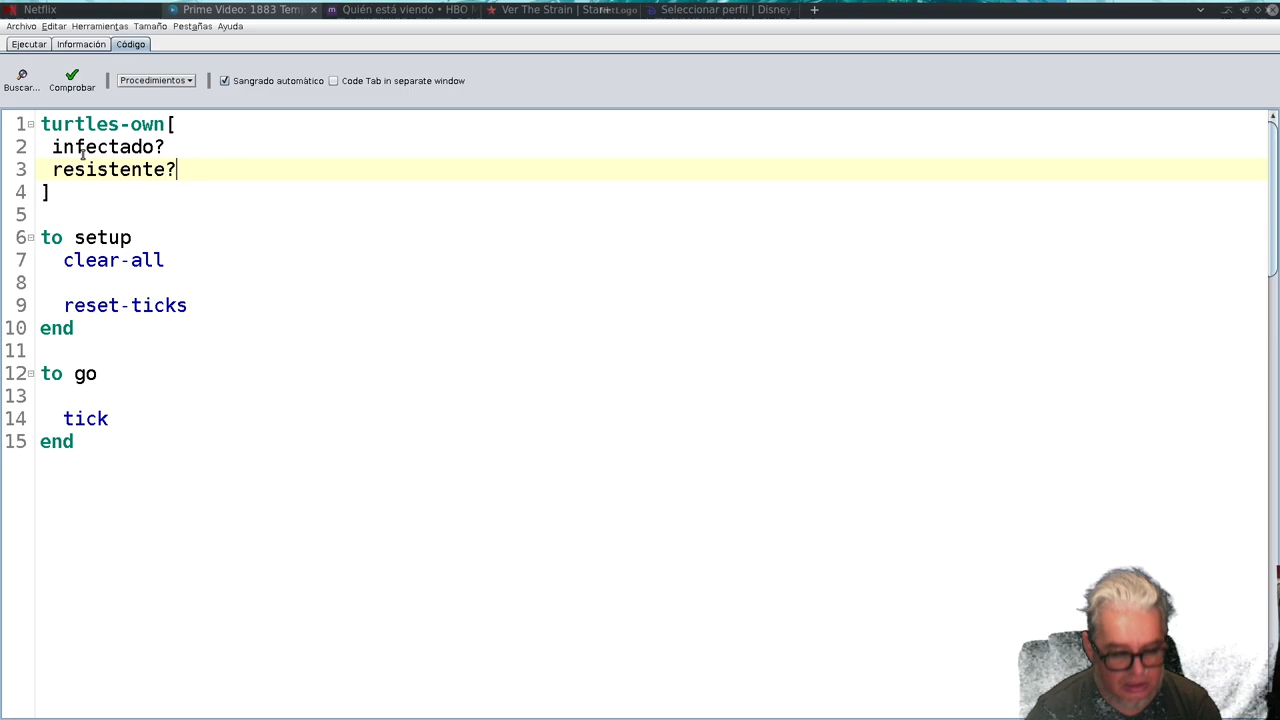 Netflix
Prime Video: 1883 Tem
Quién está viendo • HBO
Ver The Strain | Star+
NetLogo
Seleccionar perfil | Disney
Archivo Editar Herramientas Tamaño Pestañas Ayuda
Ejecutar Información Código
Buscar... Comprobar Procedimientos Sangrado automático Code Tab in separate window
1 turtles-own[
2 infectado?
3 resistente?
4 ]
5
6 to setup
7 clear-all
8
9 reset-ticks
10 end
11
12 to go
13
14 tick
15 end